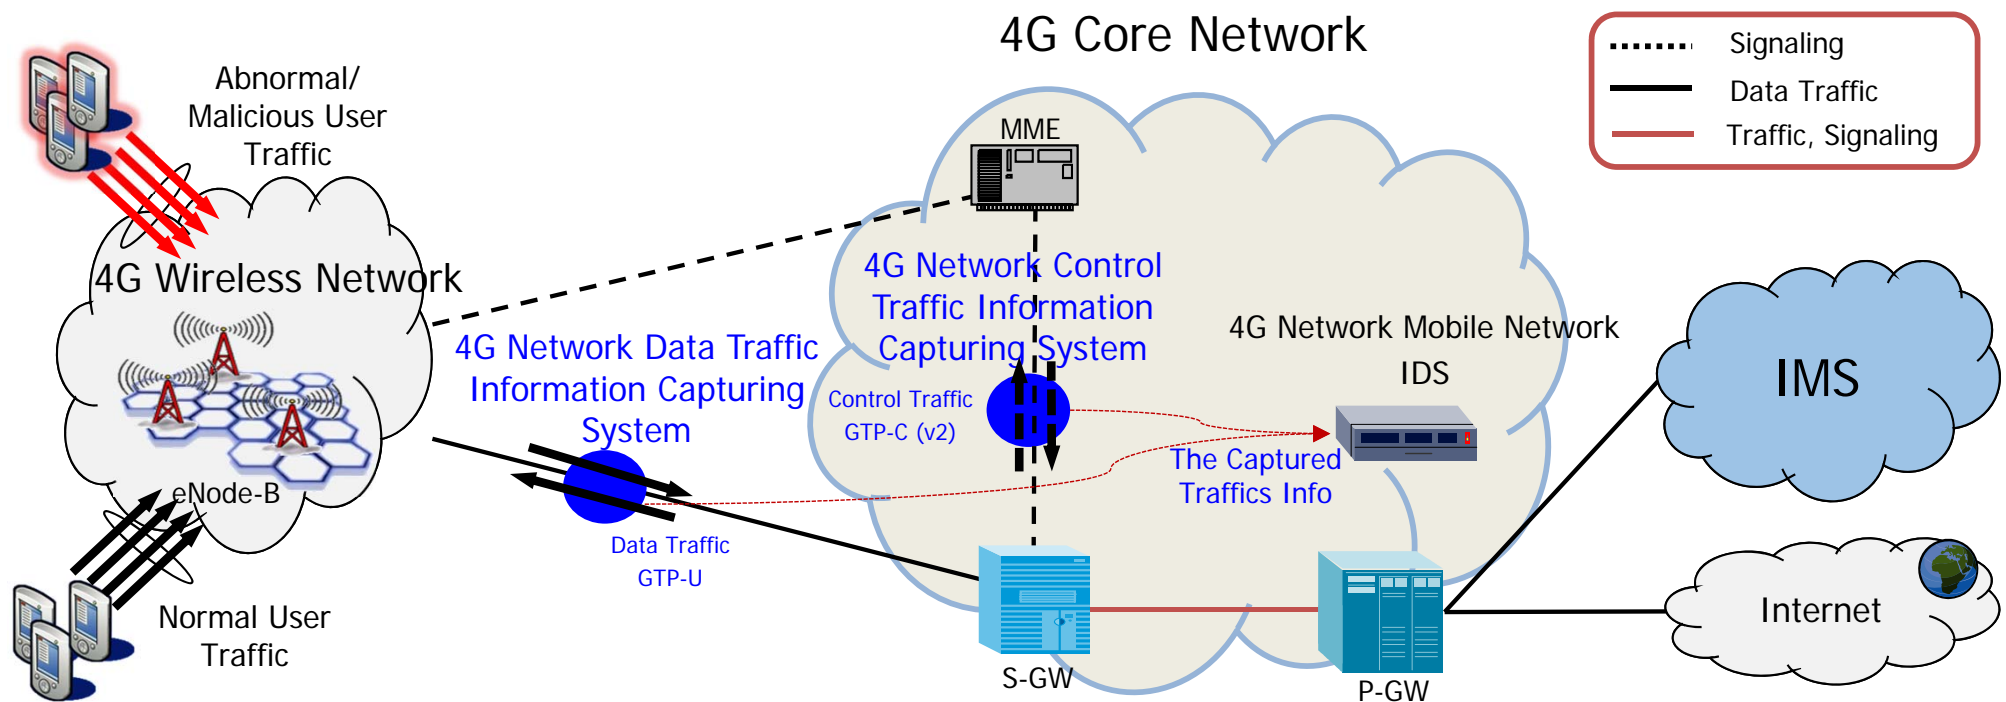 4G Core Network
Signaling
Data Traffic
Traffic, Signaling
Abnormal/
Malicious User
Traffic
MME
4G Wireless Network
4G Network Control
Traffic Information
Capturing System
4G Network Data Traffic
Information Capturing
System
4G Network Mobile Network
IDS
IMS
Control Traffic
GTP-C (v2)
The Captured
Traffics Info
eNode-B
Data Traffic
GTP-U
Normal User
Traffic
Internet
S-GW
P-GW